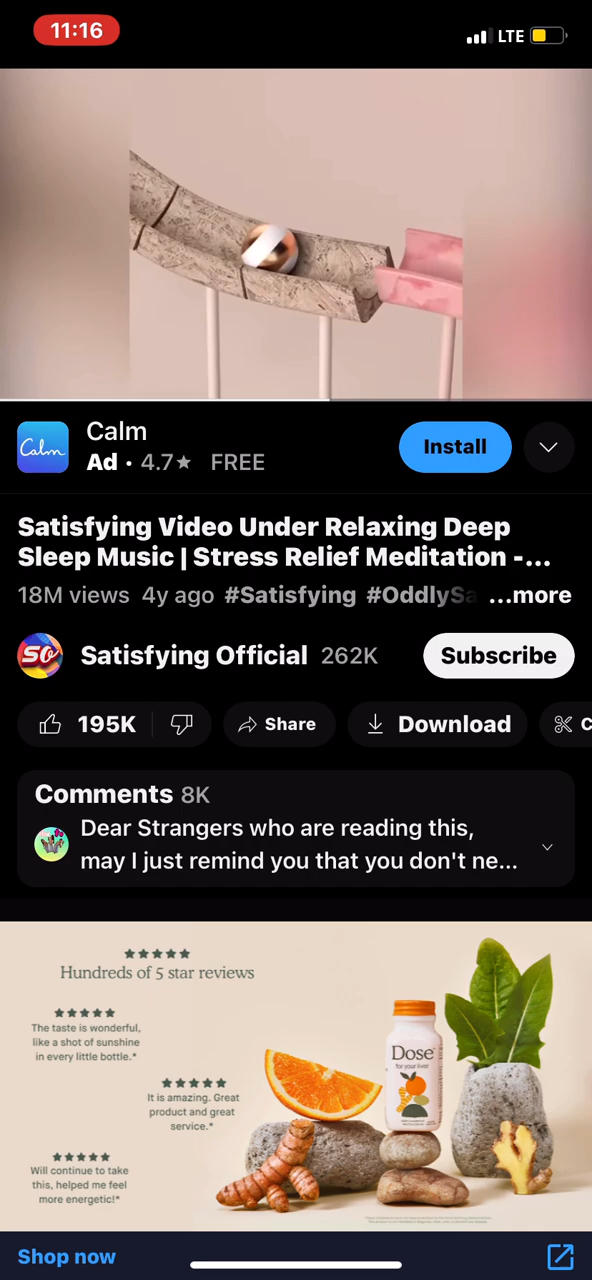 11:16
LTE
Calm
Calm
Ad • 4.7★ FREE
Install
Satisfying Video Under Relaxing Deep
Sleep Music | Stress Relief Meditation -...
18M views 4y ago #Satisfying #OddlySa ...more
SO
Satisfying Official 262K
Subscribe
195K
Share
Download
C
Comments 8K
Dear Strangers who are reading this,
may I just remind you that you don't ne...
★★★★★
Hundreds of 5 star reviews
★★★★★
The taste is wonderful,
like a shot of sunshine
in every little bottle.*
★★★★★
It is amazing. Great
product and great
service.*
★★★★★
Will continue to take
this, helped me feel
more energetic!*
Dose
for your liver
Shop now